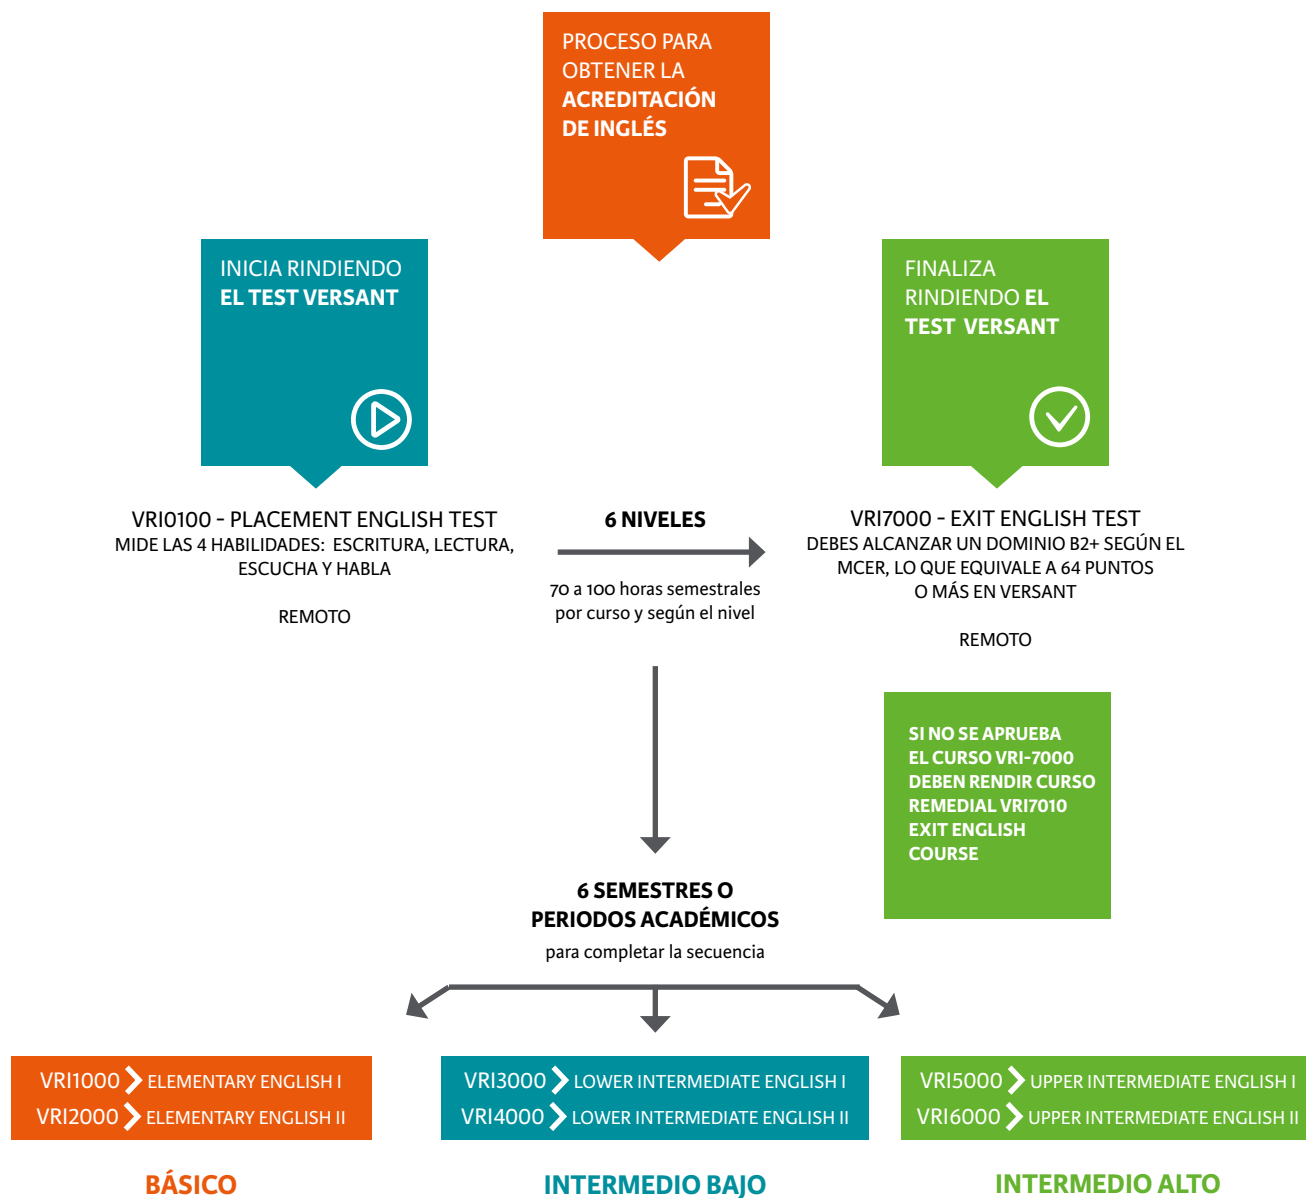 PROCESO PARA
OBTENER LA
ACREDITACIÓN
DE INGLÉS
INICIA RINDIENDO
EL TEST VERSANT
FINALIZA
RINDIENDO EL
TEST VERSANT
VRI0100 - PLACEMENT ENGLISH TEST
MIDE LAS 4 HABILIDADES: ESCRITURA, LECTURA,
ESCUCHA Y HABLA
REMOTO
6 NIVELES
70 a 100 horas semestrales
por curso y según el nivel
VRI7000 - EXIT ENGLISH TEST
DEBES ALCANZAR UN DOMINIO B2+ SEGÚN EL
MCER, LO QUE EQUIVALE A 64 PUNTOS
O MÁS EN VERSANT
REMOTO
SI NO SE APRUEBA
EL CURSO VRI-7000
DEBEN RENDIR CURSO
REMEDIAL VRI7010
EXIT ENGLISH
COURSE
6 SEMESTRES O
PERIODOS ACADÉMICOS
para completar la secuencia
VRI1000 ELEMENTARY ENGLISH I
VRI2000 ELEMENTARY ENGLISH II
BÁSICO
VRI3000 LOWER INTERMEDIATE ENGLISH I
VRI4000 LOWER INTERMEDIATE ENGLISH II
INTERMEDIO BAJO
VRI5000 UPPER INTERMEDIATE ENGLISH I
VRI6000 UPPER INTERMEDIATE ENGLISH II
INTERMEDIO ALTO